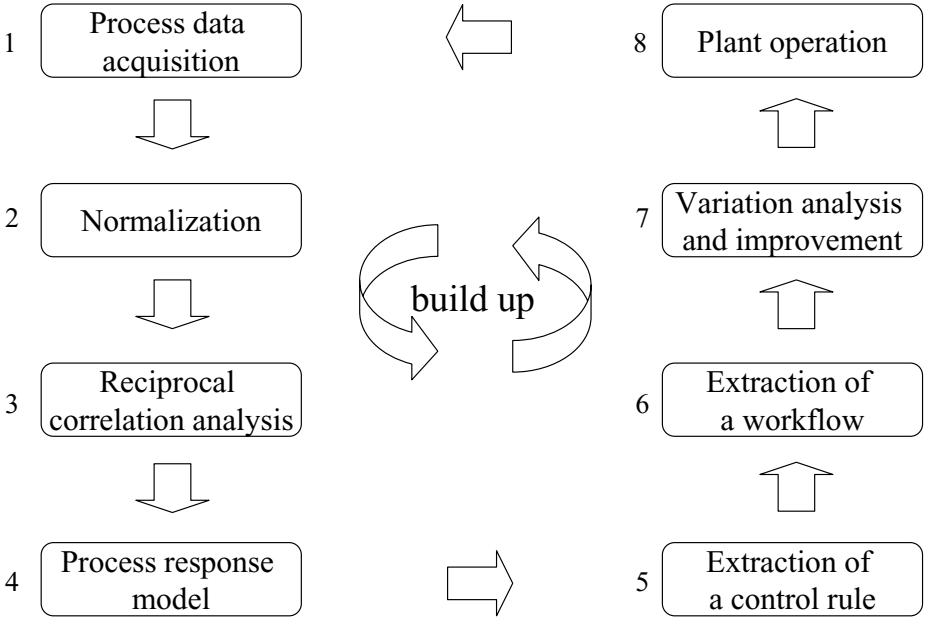 1
Process data
acquisition
2
Normalization
3
Reciprocal
correlation analysis
4
Process response
model
build up
8
Plant operation
7
Variation analysis
and improvement
6
Extraction of
a workflow
5
Extraction of
a control rule